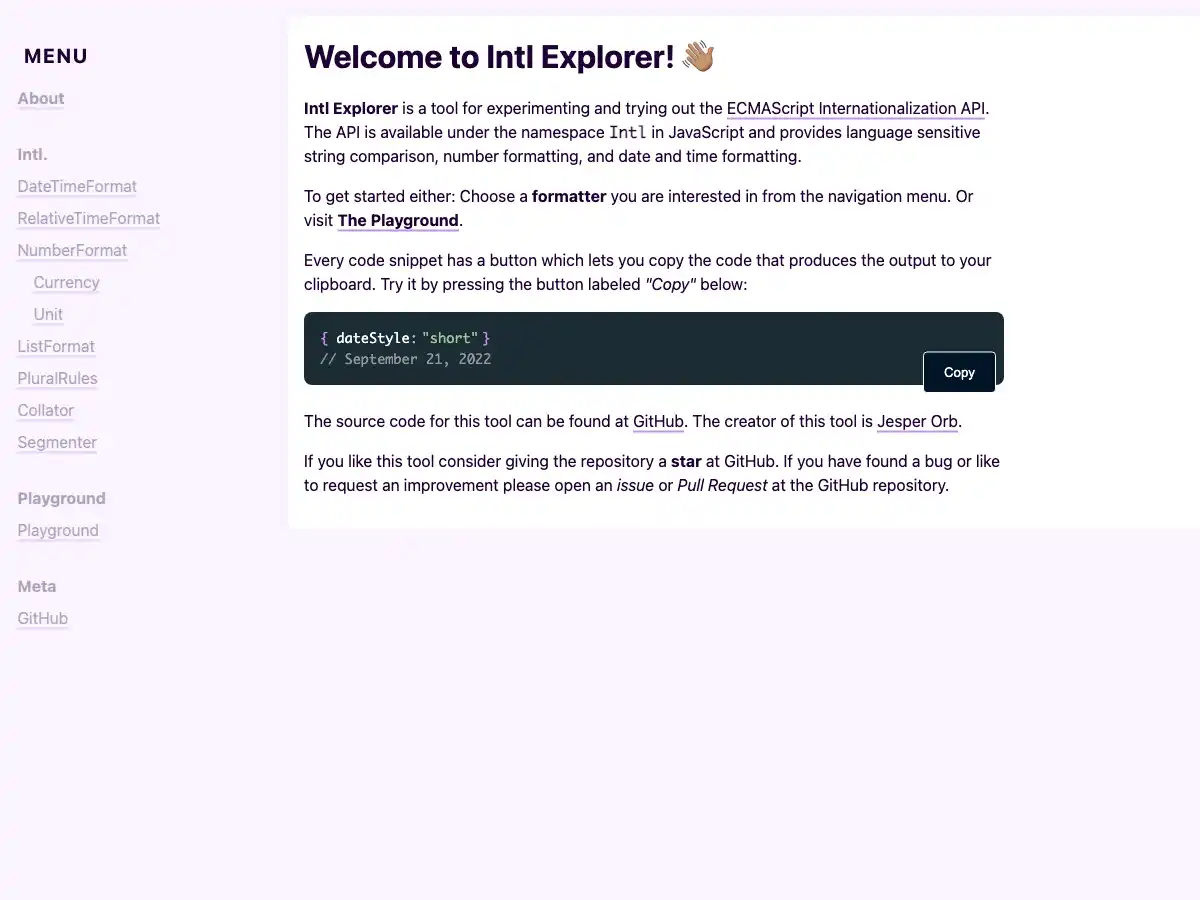 MENU
About
Intl.
DateTimeFormat
RelativeTimeFormat
NumberFormat
Currency
Unit
ListFormat
PluralRules
Collator
Segmenter
Playground
Playground
Meta
GitHub
Welcome to Intl Explorer! 👋🏽
Intl Explorer is a tool for experimenting and trying out the ECMAScript Internationalization API.
The API is available under the namespace Intl in JavaScript and provides language sensitive
string comparison, number formatting, and date and time formatting.
To get started either: Choose a formatter you are interested in from the navigation menu. Or
visit The Playground.
Every code snippet has a button which lets you copy the code that produces the output to your
clipboard. Try it by pressing the button labeled "Copy" below:
{ dateStyle: "short" }
// September 21, 2022
Copy
The source code for this tool can be found at GitHub. The creator of this tool is Jesper Orb.
If you like this tool consider giving the repository a star at GitHub. If you have found a bug or like
to request an improvement please open an issue or Pull Request at the GitHub repository.